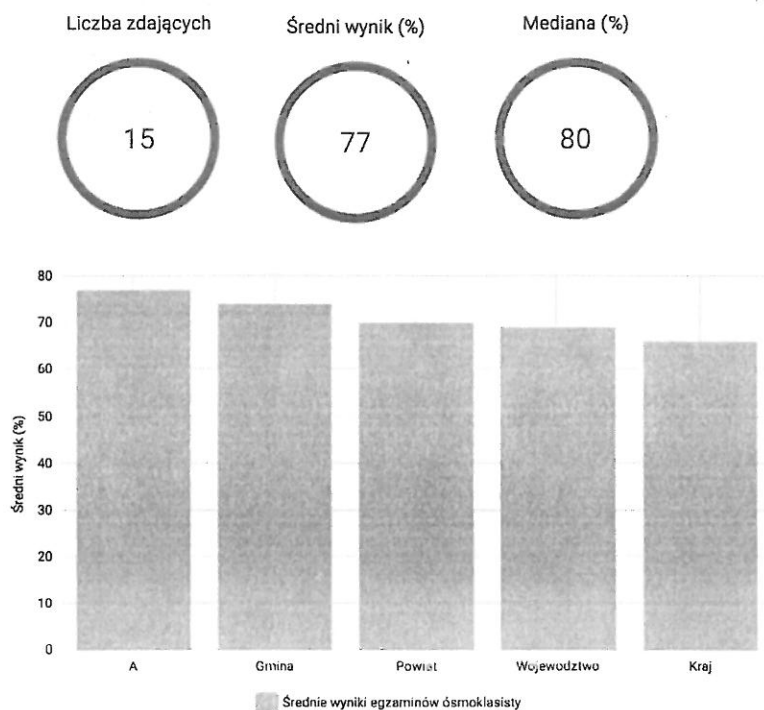 Liczba zdających Średni wynik (%) Mediana (%)
15 77 80
80
70
60
50
40
30
20
10
0
Średni wynik (%)
A Gmina Powiat Wojewodztwo Kraj
Średnie wyniki egzaminów ósmoklasisty